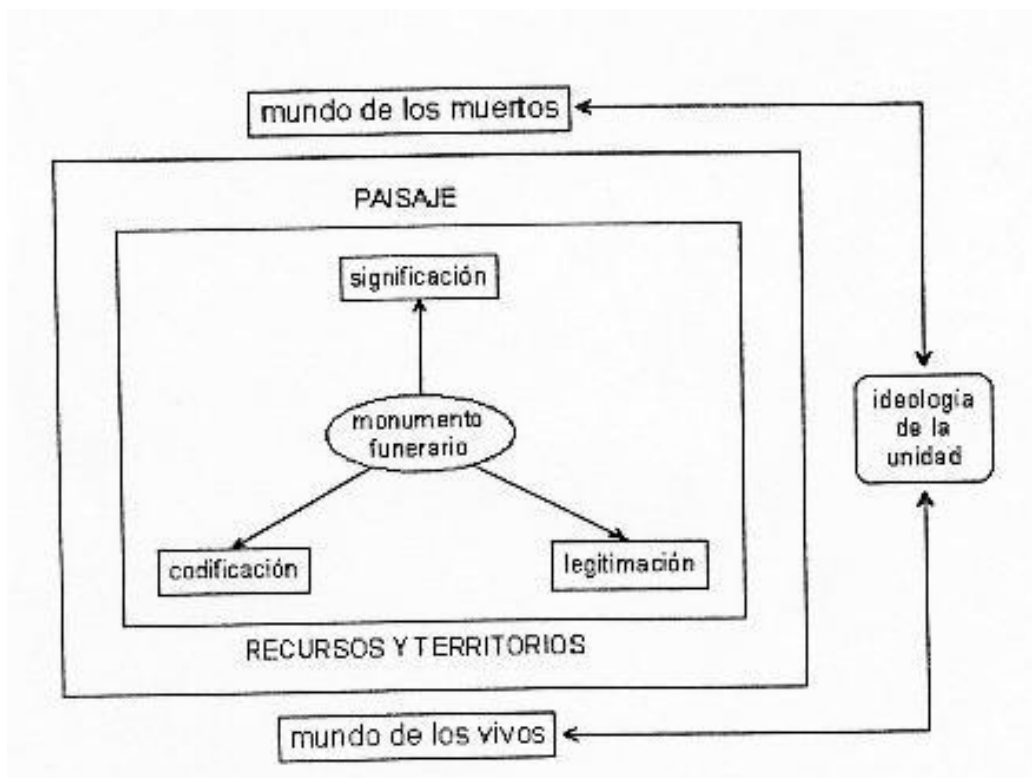 mundo de los muertos
PAISAJE
significación
monumento
funerario
ideología
de la
unidad
codificación
legitimación
RECURSOS Y TERRITORIOS
mundo de los vivos